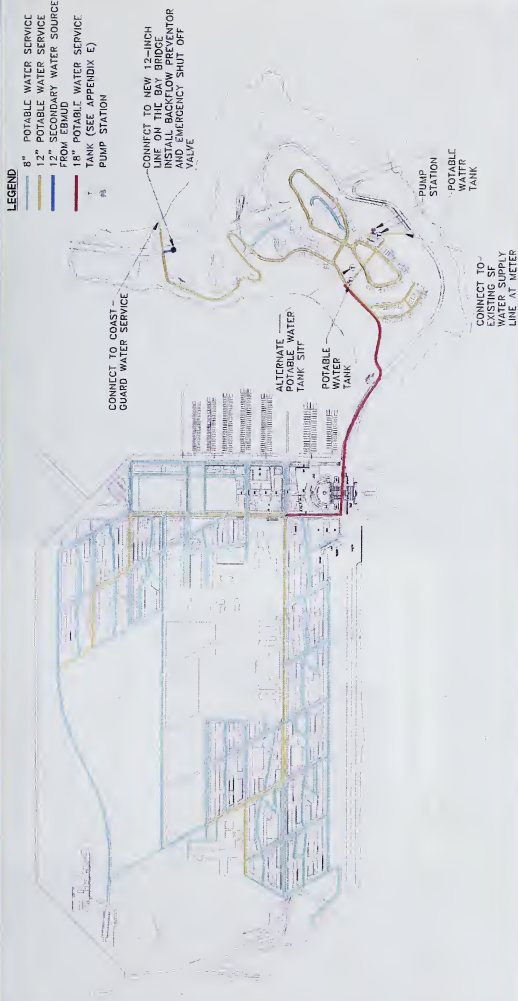 LEGEND
8" POTABLE WATER SERVICE
12" POTABLE WATER SERVICE
12" SECONDARY WATER SOURCE
FROM EBMUD
18" POTABLE WATER SERVICE
TANK (SEE APPENDIX E)
PUMP STATION
CONNECT TO NEW 12-INCH
LINE ON THE BAY BRIDGE
INSTALL BACKFLOW PREVENTOR
AND EMERGENCY SHUT OFF
VALVE
CONNECT TO COAST
GUARD WATER SERVICE
ALTERNATE
POTABLE WATER
TANK SITE
POTABLE
WATER
TANK
PUMP
STATION
POTABLE
WATER
TANK
CONNECT TO
EXISTING SF
WATER SUPPLY
LINE AT METER